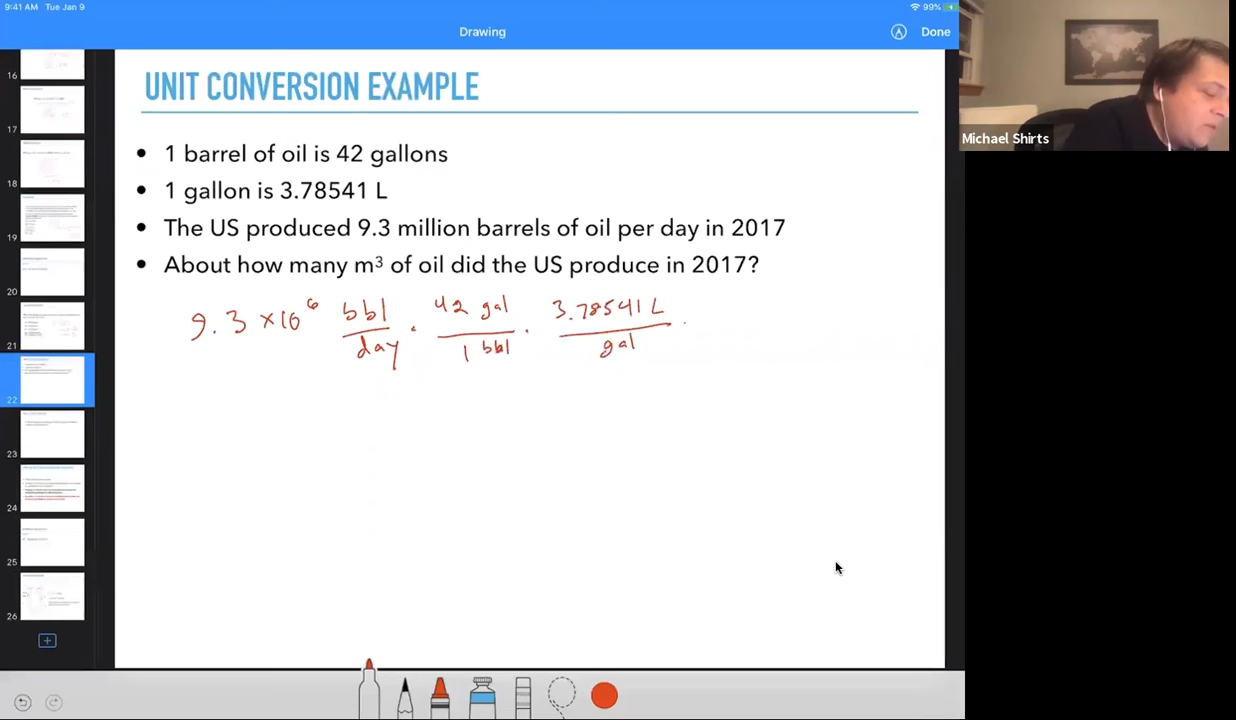 9:41 AM Tue Jan 9
99%
Drawing
Done
UNIT CONVERSION EXAMPLE
• 1 barrel of oil is 42 gallons
• 1 gallon is 3.78541 L
• The US produced 9.3 million barrels of oil per day in 2017
• About how many m³ of oil did the US produce in 2017?
9.3 ×10⁶ bbl/day · 42 gal/1 bbl · 3.78541 L/gal ·
Michael Shirts
16
17
18
19
20
21
22
23
24
25
26